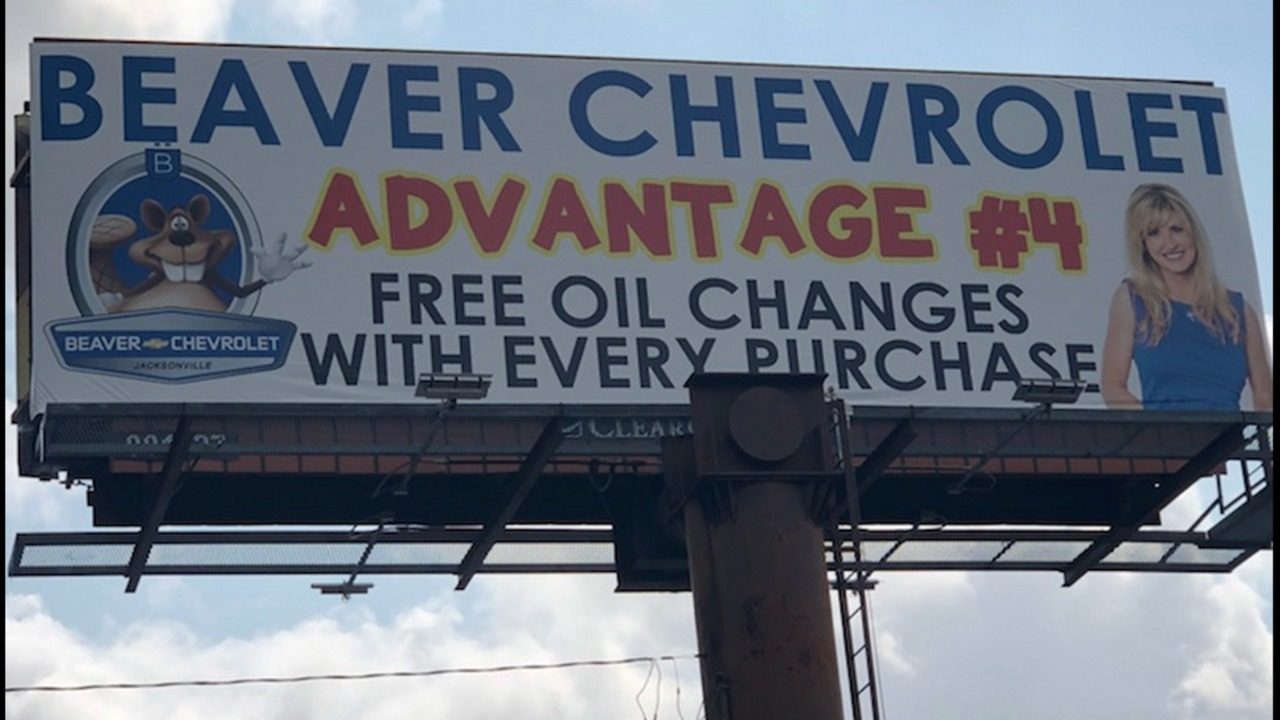 BEAVER CHEVROLET
B
ADVANTAGE #4
FREE OIL CHANGES
WITH EVERY PURCHASE
BEAVER CHEVROLET
JACKSONVILLE